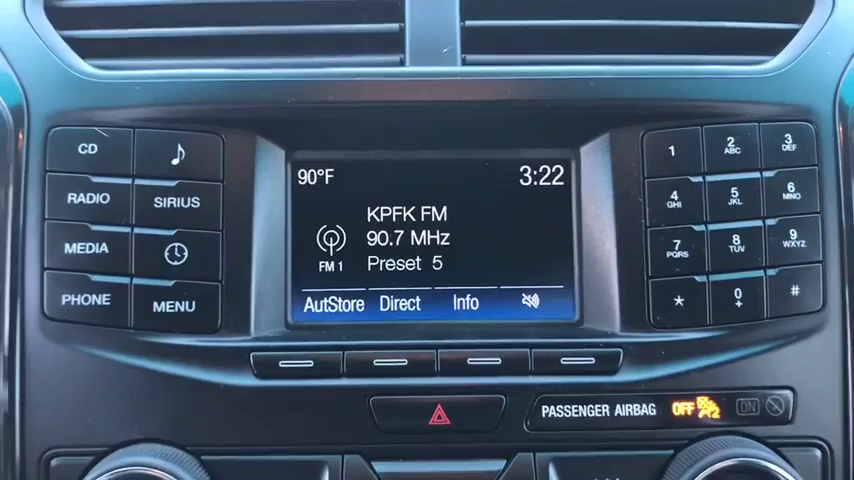 CD
RADIO
SIRIUS
MEDIA
PHONE
MENU
90°F
3:22
KPFK FM
90.7 MHz
FM 1
Preset 5
AutoStore Direct Info
1
2 ABC
3 DEF
4 GHI
5 JKL
6 MNO
7 PQRS
8 TUV
9 WXYZ
*
0 +
#
PASSENGER AIRBAG OFF 2 ON